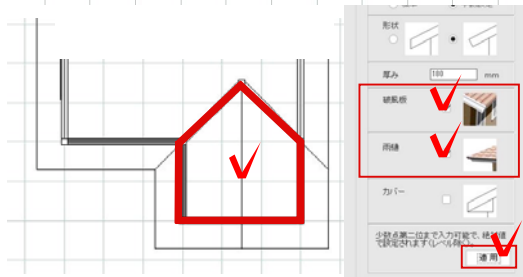 形状
厚み 180 mm
破風板
雨樋
カバー
少数点第二位まで入力可能で、絶対値
で設定されます(レベル除く)。
適用